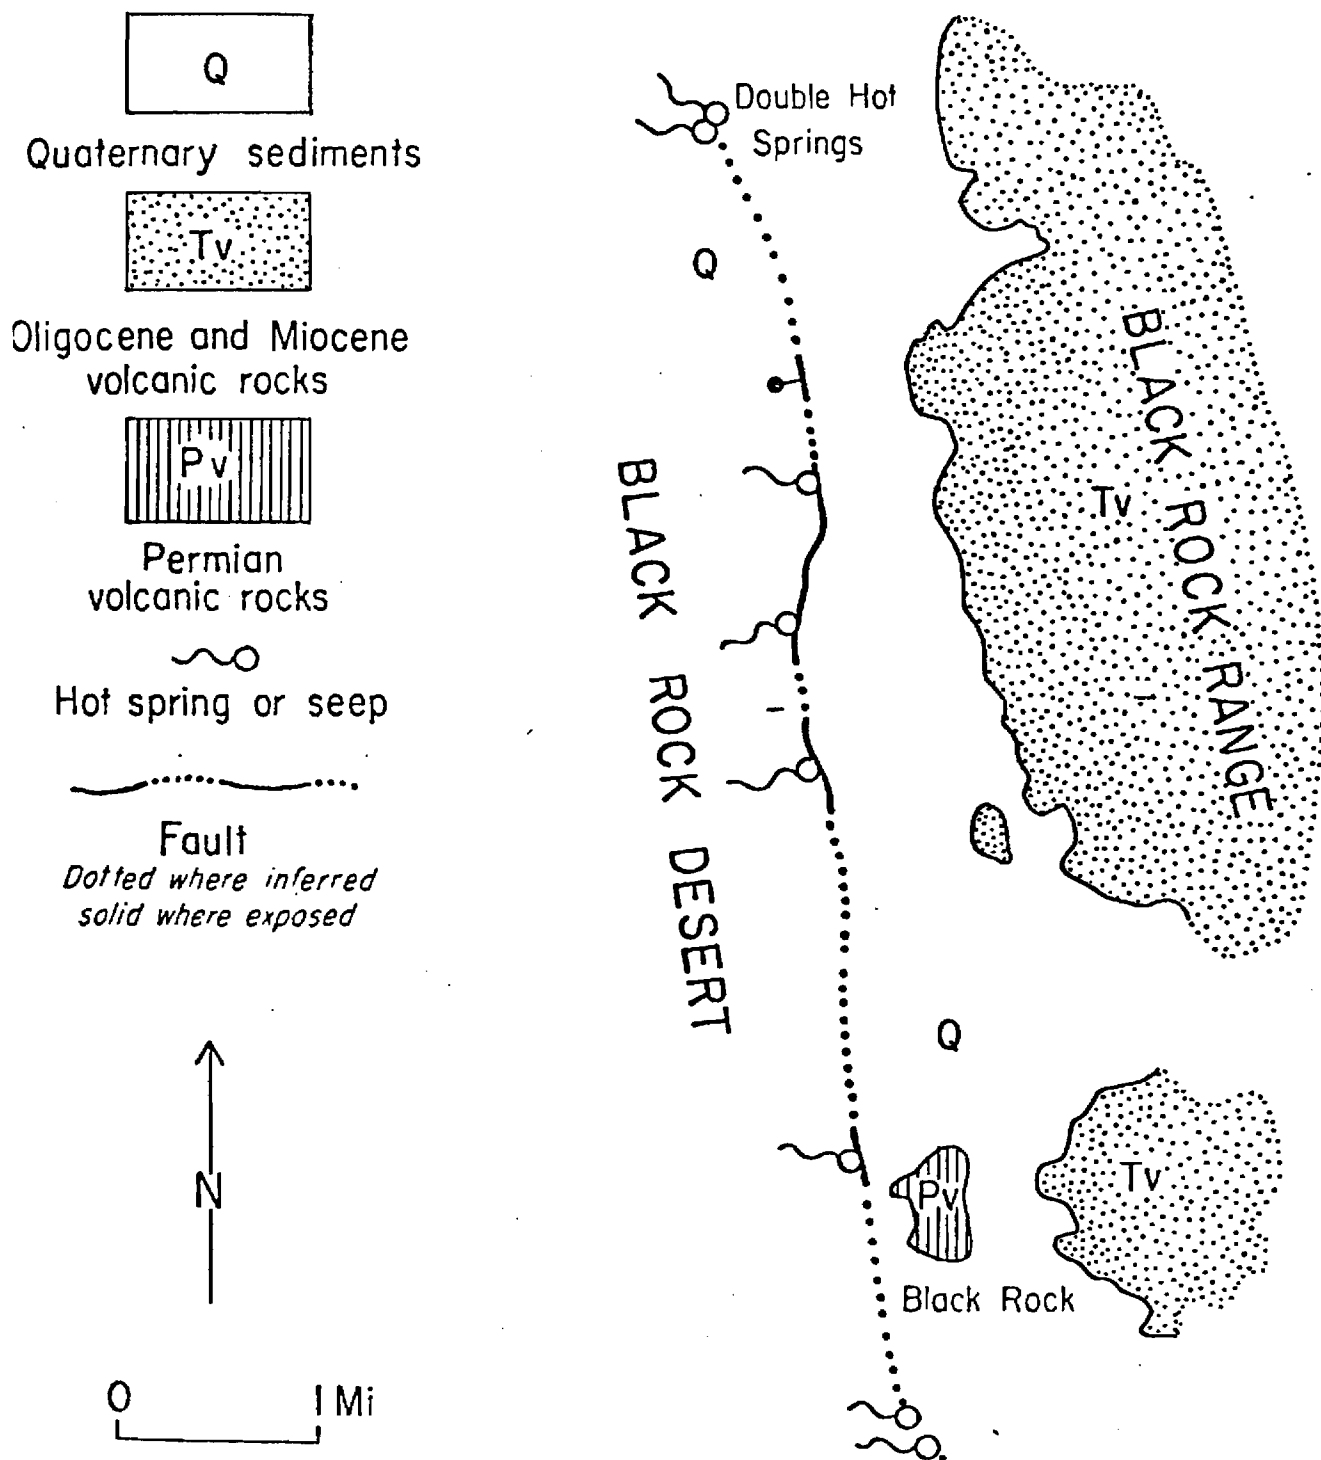 Q
Quaternary sediments
Tv
Oligocene and Miocene
volcanic rocks
Pv
Permian
volcanic rocks
Hot spring or seep
Fault
Dotted where inferred
solid where exposed
N
0 1 Mi
Double Hot
Springs
Q
BLACK ROCK RANGE
Tv
BLACK ROCK DESERT
Q
Pv
Tv
Black Rock